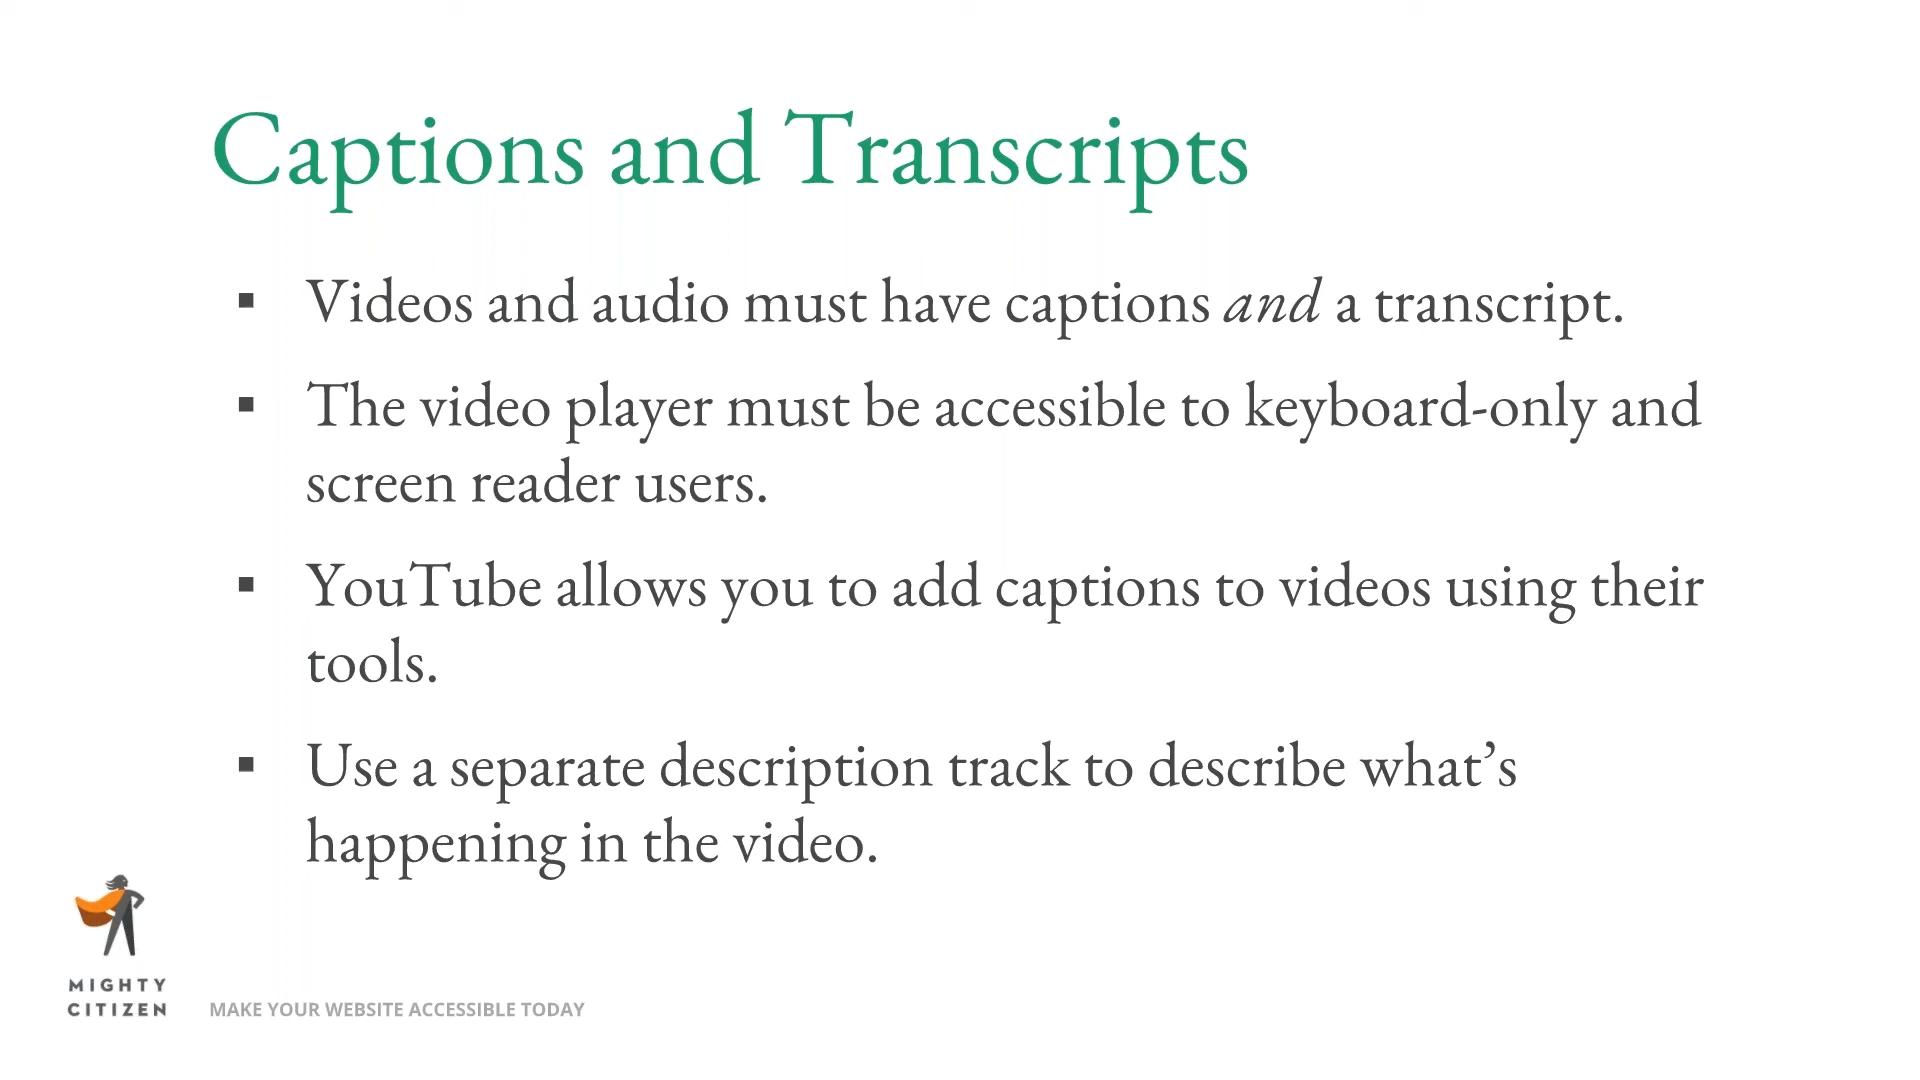 Captions and Transcripts
▪ Videos and audio must have captions and a transcript.
▪ The video player must be accessible to keyboard-only and
screen reader users.
▪ YouTube allows you to add captions to videos using their
tools.
▪ Use a separate description track to describe what’s
happening in the video.
MIGHTY
CITIZEN
MAKE YOUR WEBSITE ACCESSIBLE TODAY